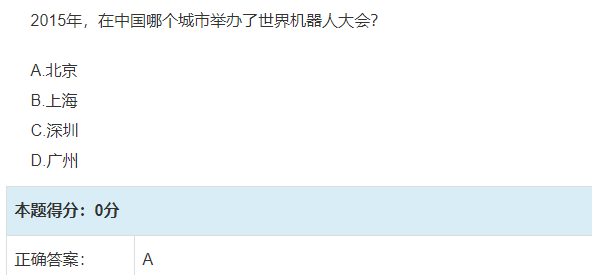 2015年，在中国哪个城市举办了世界机器人大会？
A.北京
B.上海
C.深圳
D.广州
本题得分：0分
正确答案： A